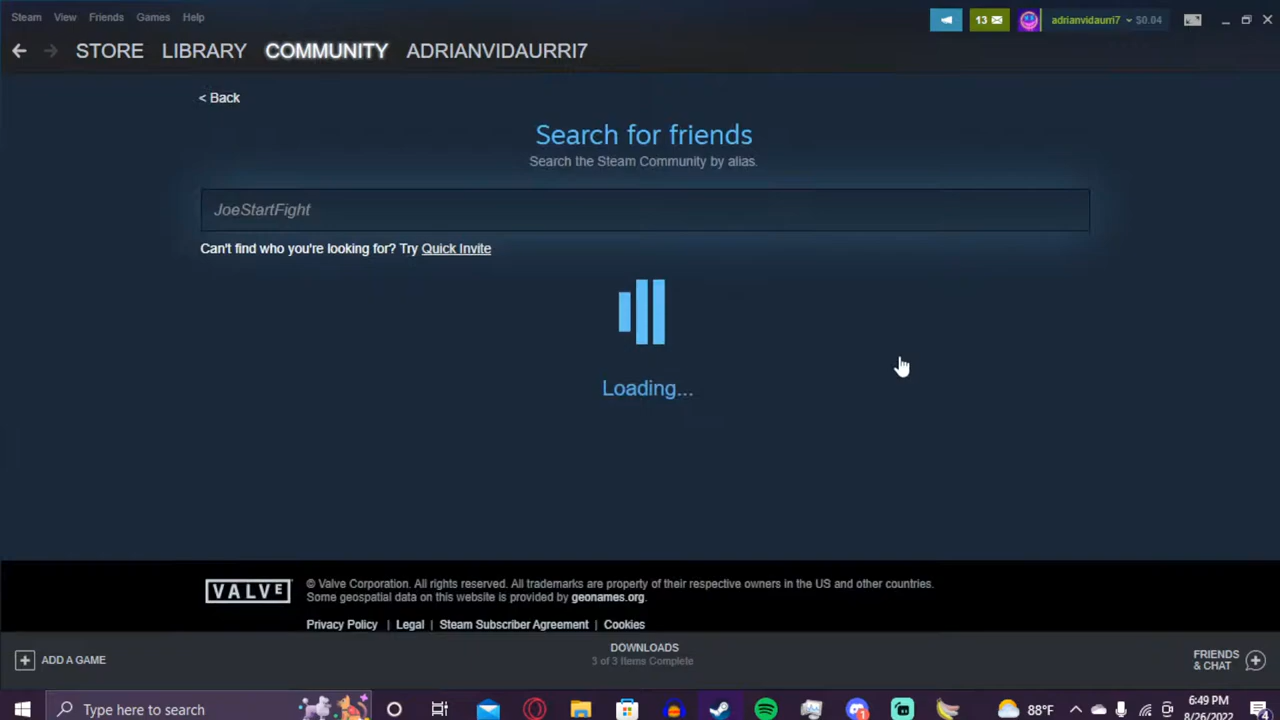 Steam View Friends Games Help
13 adrianvidaurri7 $0.04
STORE LIBRARY COMMUNITY ADRIANVIDAURRI7
< Back
Search for friends
Search the Steam Community by alias.
JoeStartFight
Can't find who you're looking for? Try Quick Invite
Loading...
VALVE
© Valve Corporation. All rights reserved. All trademarks are property of their respective owners in the US and other countries.
Some geospatial data on this website is provided by geonames.org.
Privacy Policy | Legal | Steam Subscriber Agreement | Cookies
+ ADD A GAME
DOWNLOADS
3 of 3 Items Complete
FRIENDS
& CHAT +
Type here to search
88°F
6:49 PM
8/26/2022